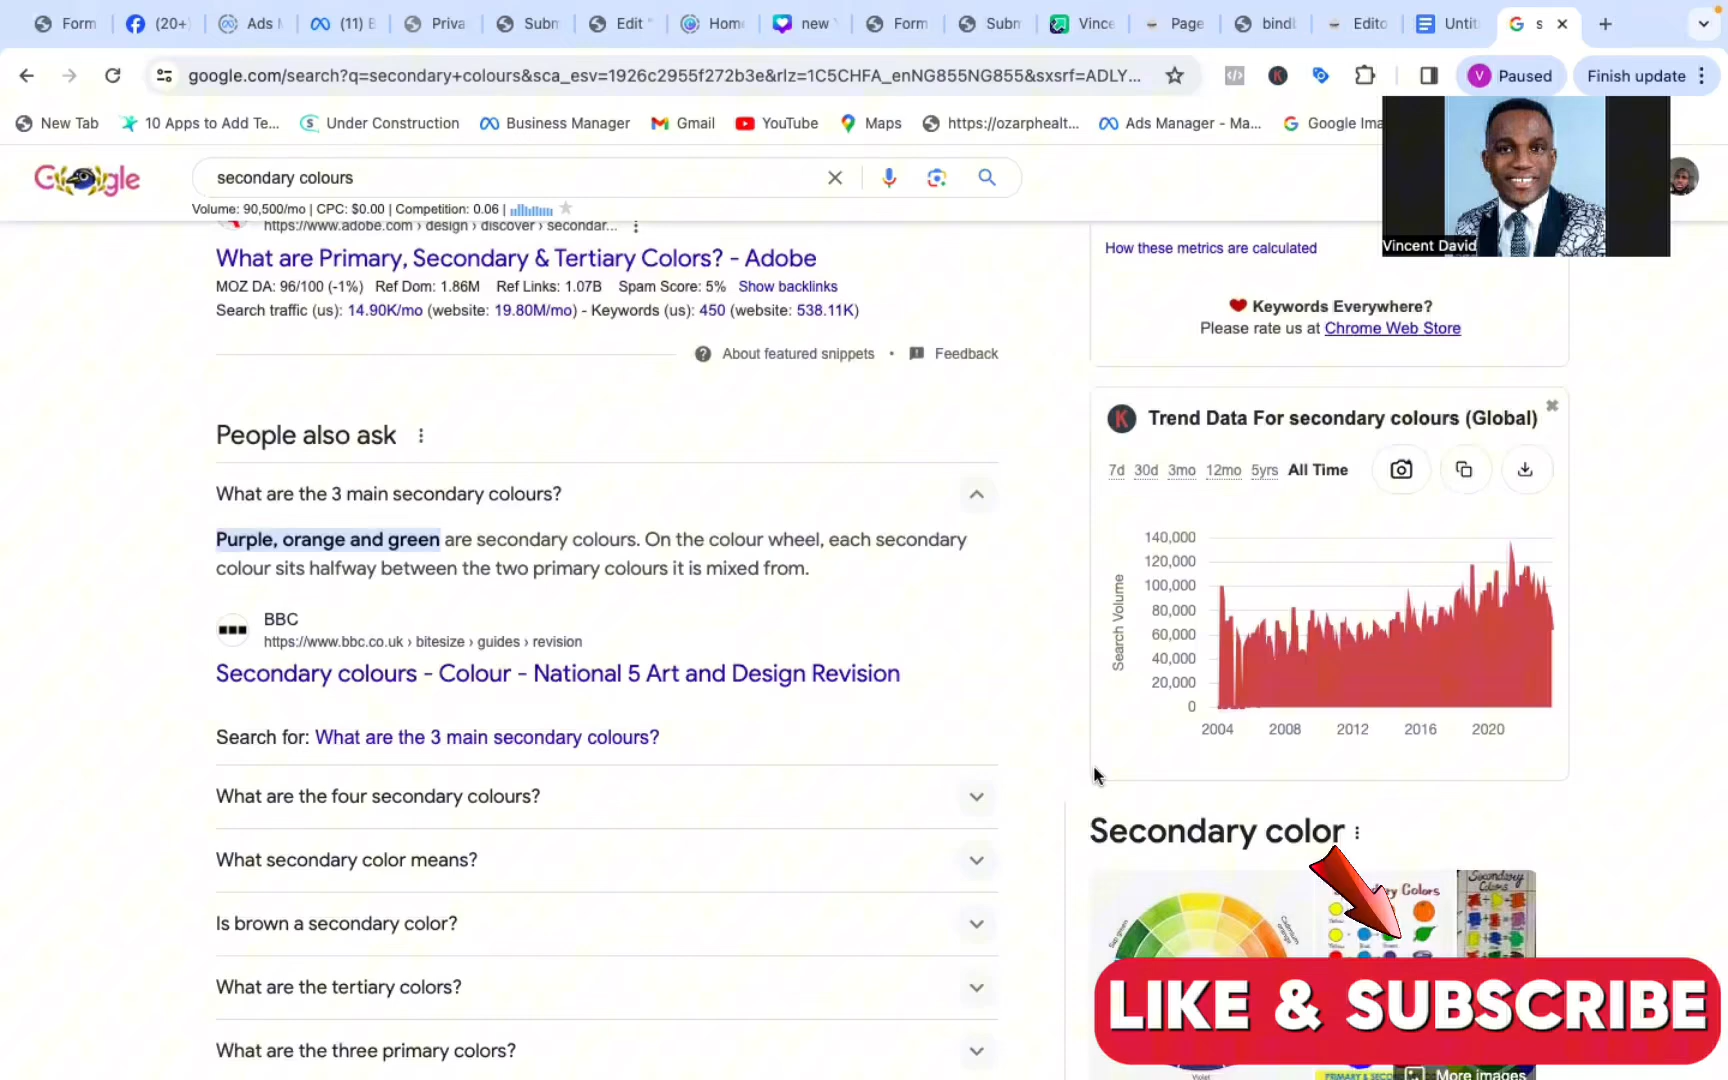 Form
(20+)
Ads M
(11) B
Priva
Subm
Edit "
Home
new
Form
Subm
Vince
Page
bindl
Edito
Untit
s
google.com/search?q=secondary+colours&sca_esv=1926c2955f272b3e&rlz=1C5CHFA_enNG855NG855&sxsrf=ADLY...
V Paused
Finish update
New Tab
10 Apps to Add Te...
Under Construction
Business Manager
Gmail
YouTube
Maps
https://ozarphealt...
Ads Manager - Ma...
Google Ima
Google
secondary colours
Volume: 90,500/mo | CPC: $0.00 | Competition: 0.06 |
Vincent David
https://www.adobe.com › design › discover › secondar...
What are Primary, Secondary & Tertiary Colors? - Adobe
MOZ DA: 96/100 (-1%) Ref Dom: 1.86M Ref Links: 1.07B Spam Score: 5% Show backlinks
Search traffic (us): 14.90K/mo (website: 19.80M/mo) - Keywords (us): 450 (website: 538.11K)
About featured snippets • Feedback
People also ask
What are the 3 main secondary colours?
Purple, orange and green are secondary colours. On the colour wheel, each secondary
colour sits halfway between the two primary colours it is mixed from.
BBC
https://www.bbc.co.uk › bitesize › guides › revision
Secondary colours - Colour - National 5 Art and Design Revision
Search for: What are the 3 main secondary colours?
What are the four secondary colours?
What secondary color means?
Is brown a secondary color?
What are the tertiary colors?
What are the three primary colors?
How these metrics are calculated
Keywords Everywhere?
Please rate us at Chrome Web Store
K Trend Data For secondary colours (Global)
7d 30d 3mo 12mo 5yrs All Time
140,000
120,000
100,000
80,000
60,000
40,000
20,000
0
Search Volume
2004 2008 2012 2016 2020
Secondary color
Sap green
Cadmium orange
Colors
Secondary
Colors
LIKE & SUBSCRIBE
Violet
More images